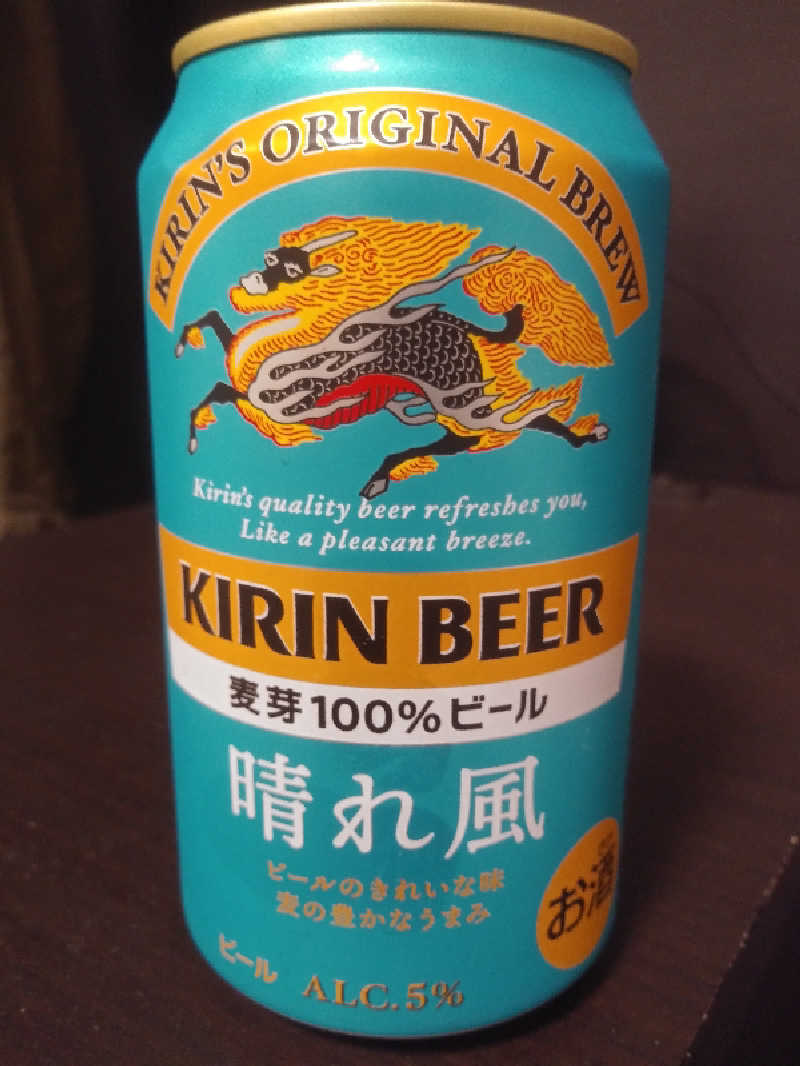 KIRIN'S ORIGINAL BREW
Kirin's quality beer refreshes you,
Like a pleasant breeze.
KIRIN BEER
麦芽100%ビール
晴れ風
ビールのきれいな味
麦の豊かなうまみ
お酒
ビール
ALC.5%